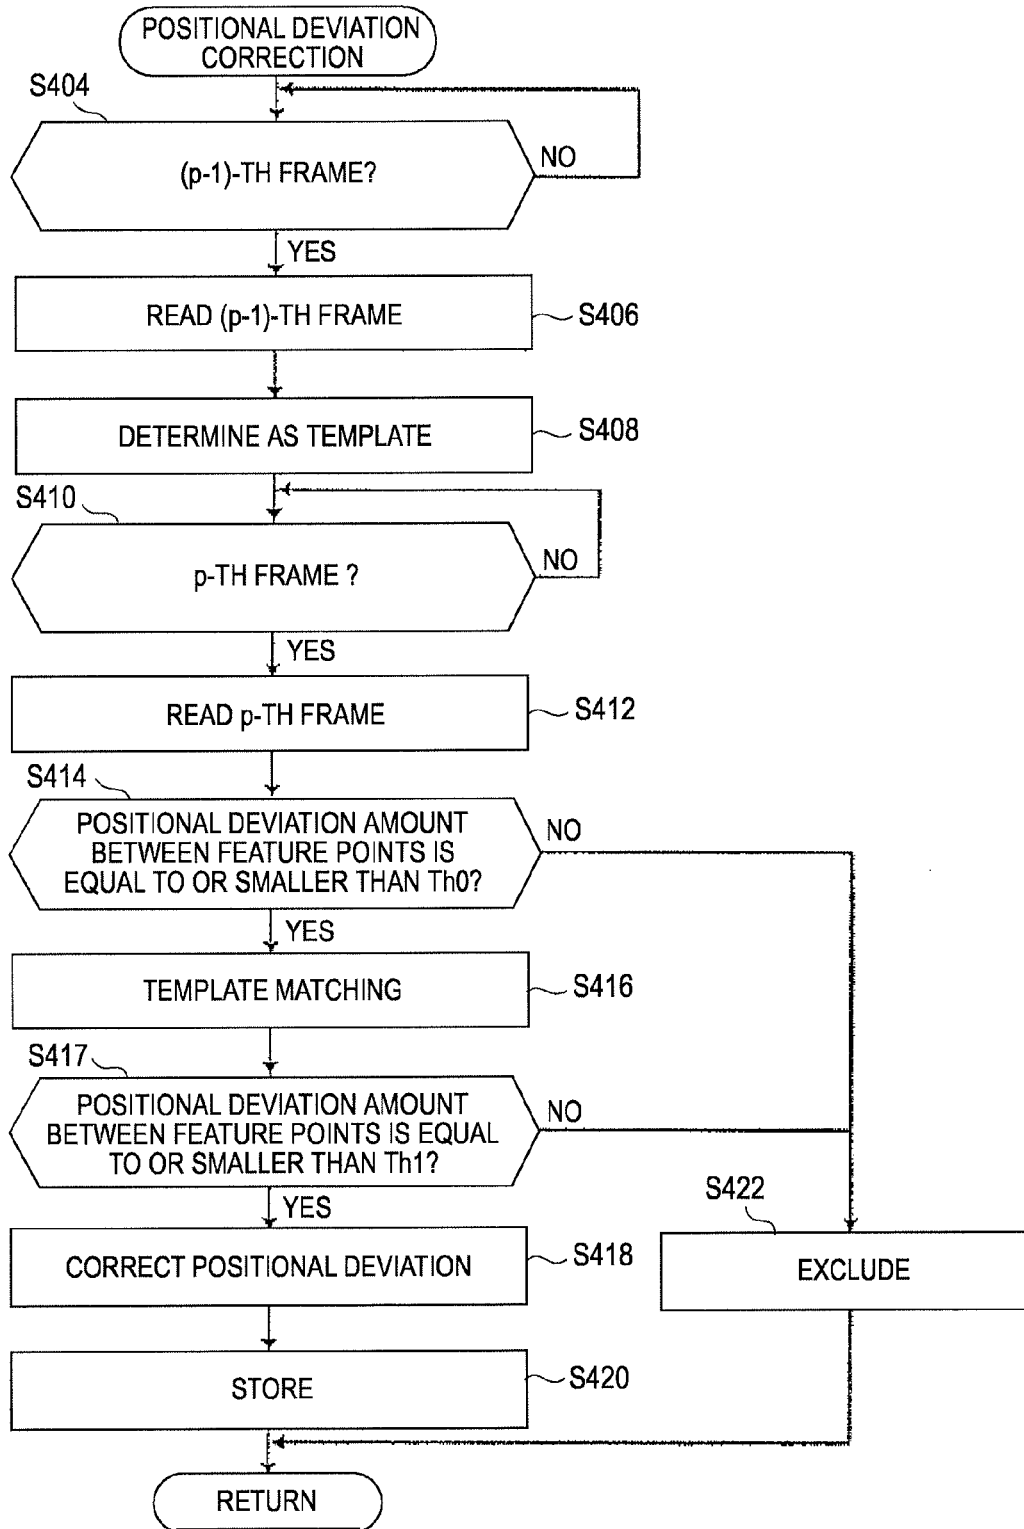 POSITIONAL DEVIATION
CORRECTION
S404
(p-1)-TH FRAME?
NO
YES
READ (p-1)-TH FRAME
S406
DETERMINE AS TEMPLATE
S408
S410
p-TH FRAME ?
NO
YES
READ p-TH FRAME
S412
S414
POSITIONAL DEVIATION AMOUNT
BETWEEN FEATURE POINTS IS
EQUAL TO OR SMALLER THAN Th0?
NO
YES
TEMPLATE MATCHING
S416
S417
POSITIONAL DEVIATION AMOUNT
BETWEEN FEATURE POINTS IS EQUAL
TO OR SMALLER THAN Th1?
NO
YES
S422
CORRECT POSITIONAL DEVIATION
S418
EXCLUDE
STORE
S420
RETURN